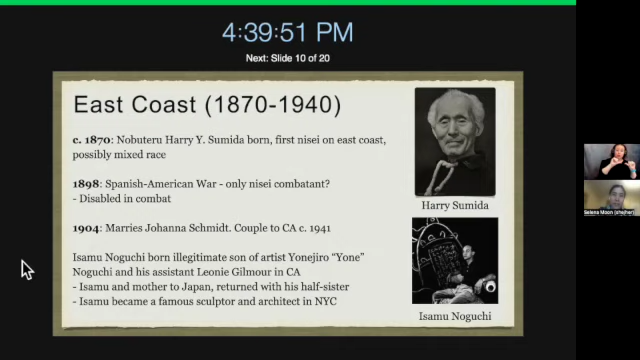 4:39:51 PM
Next: Slide 10 of 20
East Coast (1870-1940)
c. 1870: Nobuteru Harry Y. Sumida born, first nisei on east coast,
possibly mixed race
1898: Spanish-American War - only nisei combatant?
- Disabled in combat
1904: Marries Johanna Schmidt. Couple to CA c. 1941
Isamu Noguchi born illegitimate son of artist Yonejiro “Yone”
Noguchi and his assistant Leonie Gilmour in CA
- Isamu and mother to Japan, returned with his half-sister
- Isamu became a famous sculptor and architect in NYC
Harry Sumida
Isamu Noguchi
Selena Moon (she/her)